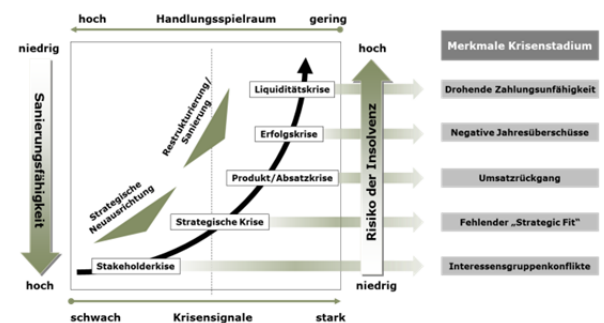 hoch Handlungsspielraum gering
niedrig
hoch
Merkmale Krisenstadium
Sanierungsfähigkeit
Restrukturierung/
Sanierung
Strategische
Neuausrichtung
Risiko der Insolvenz
Liquiditätskrise
Drohende Zahlungsunfähigkeit
Erfolgskrise
Negative Jahresüberschüsse
Produkt/Absatzkrise
Umsatzrückgang
Strategische Krise
Fehlender „Strategic Fit"
Stakeholderkise
Interessensgruppenkonflikte
hoch
niedrig
schwach Krisensignale stark